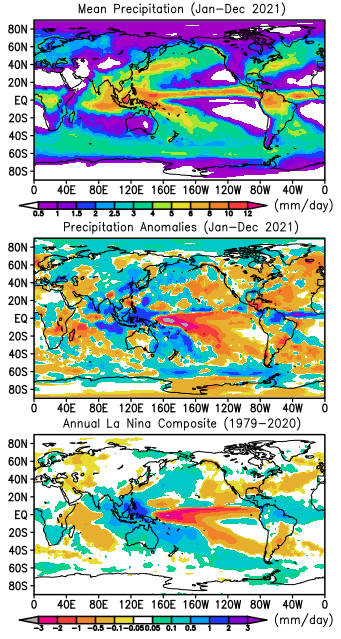 Mean Precipitation (Jan-Dec 2021)
80N
60N
40N
20N
EQ
20S
40S
60S
80S
0 40E 80E 120E 160E 160W 120W 80W 40W 0
0.5 1 1.5 2 2.5 3 4 5 6 8 10 12 (mm/day)
Precipitation Anomalies (Jan-Dec 2021)
80N
60N
40N
20N
EQ
20S
40S
60S
80S
0 40E 80E 120E 160E 160W 120W 80W 40W 0
Annual La Nina Composite (1979-2020)
80N
60N
40N
20N
EQ
20S
40S
60S
80S
0 40E 80E 120E 160E 160W 120W 80W 40W 0
-3 -2 -1 -0.5 -0.1 -0.05 0.05 0.1 0.5 1 2 3 (mm/day)